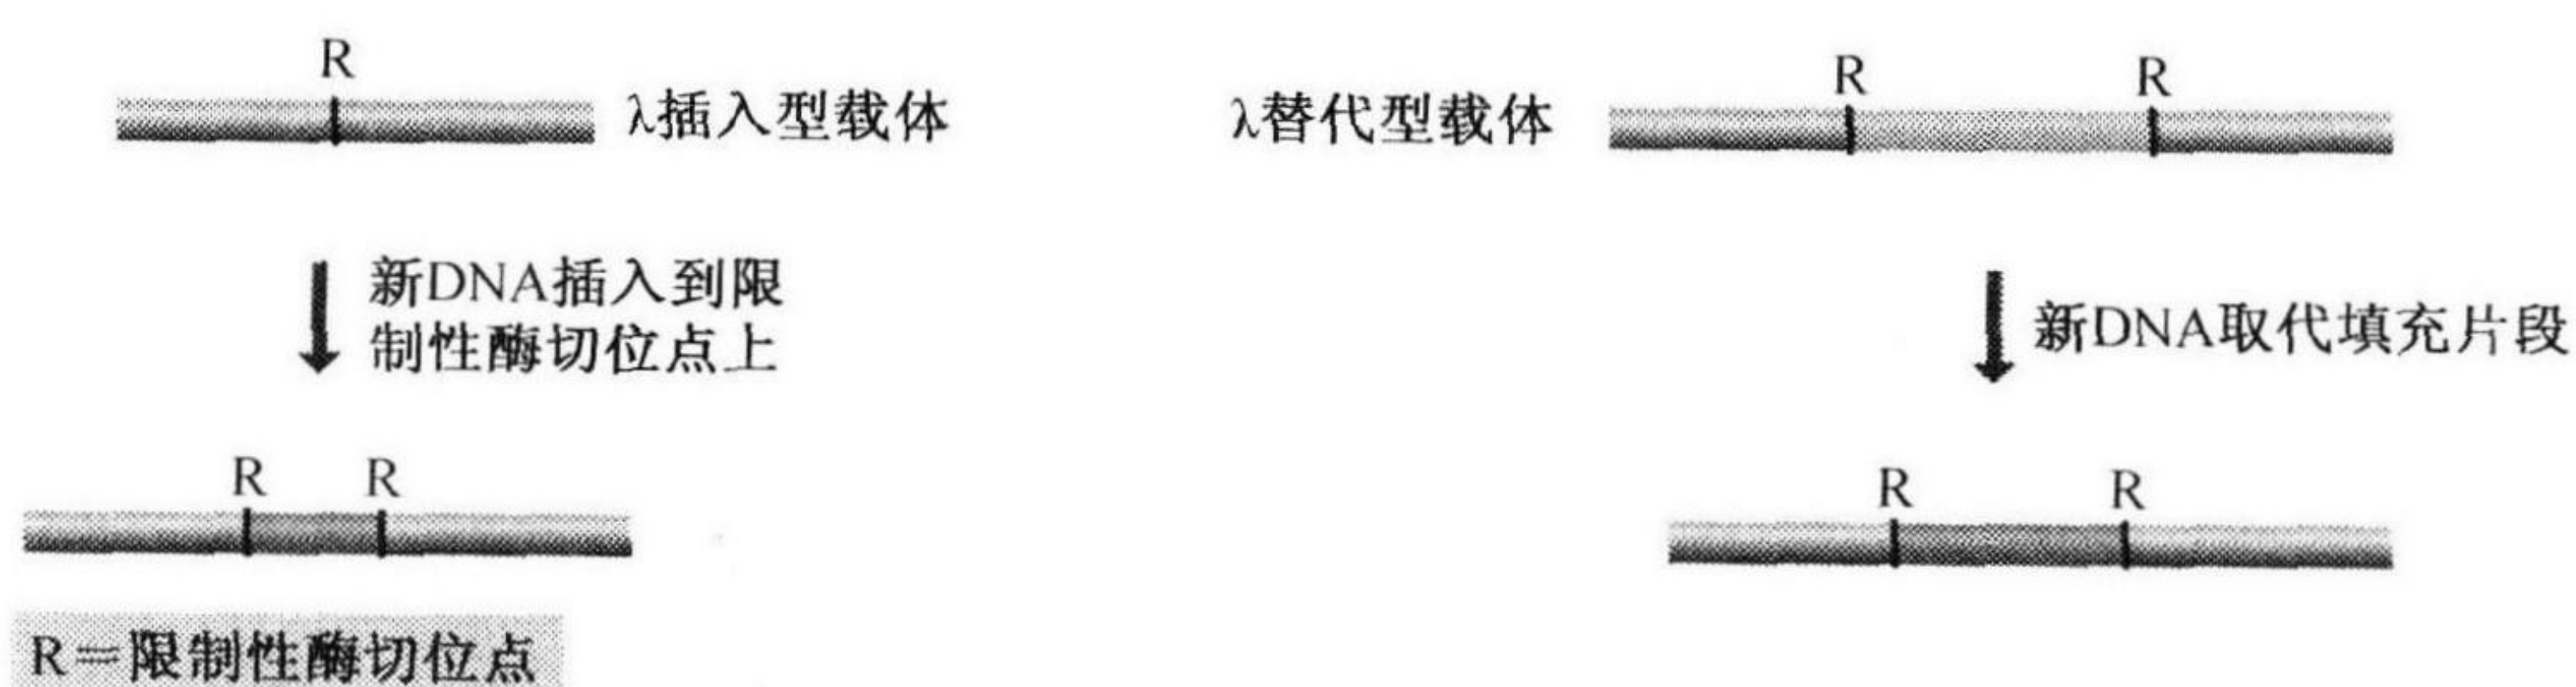 R
λ插入型载体
新DNA插入到限
制性酶切位点上
R R
R=限制性酶切位点
λ替代型载体
R R
新DNA取代填充片段
R R